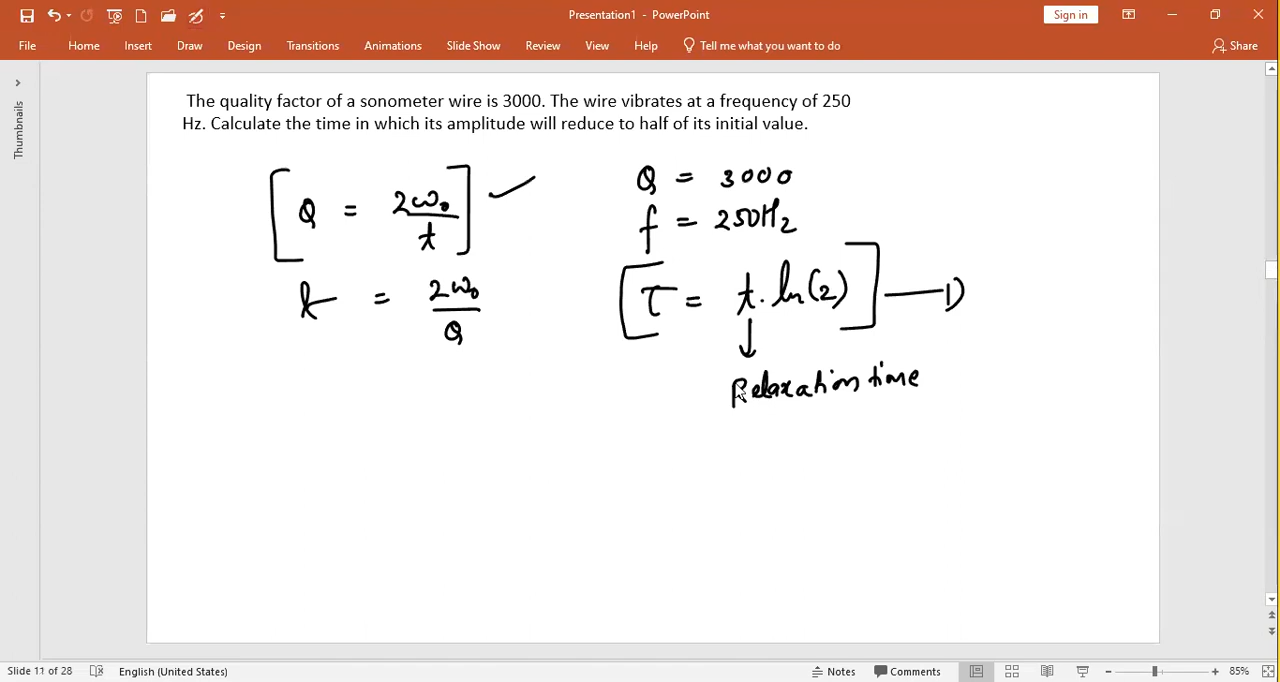 Presentation1 - PowerPoint
Sign in
File Home Insert Draw Design Transitions Animations Slide Show Review View Help Tell me what you want to do Share
Thumbnails
The quality factor of a sonometer wire is 3000. The wire vibrates at a frequency of 250
Hz. Calculate the time in which its amplitude will reduce to half of its initial value.
[Q = 2ω₀/t] ✓
t = 2ω₀/Q
Q = 3000
f = 250Hz
[τ = t. ln(2)] — 1)
↓
Relaxation time
Slide 11 of 28 English (United States) Notes Comments - + 85%